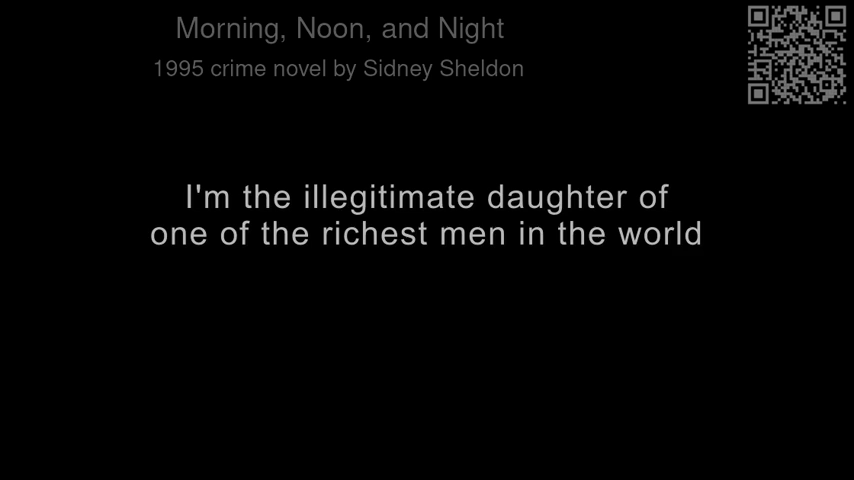 Morning, Noon, and Night
1995 crime novel by Sidney Sheldon
I'm the illegitimate daughter of
one of the richest men in the world